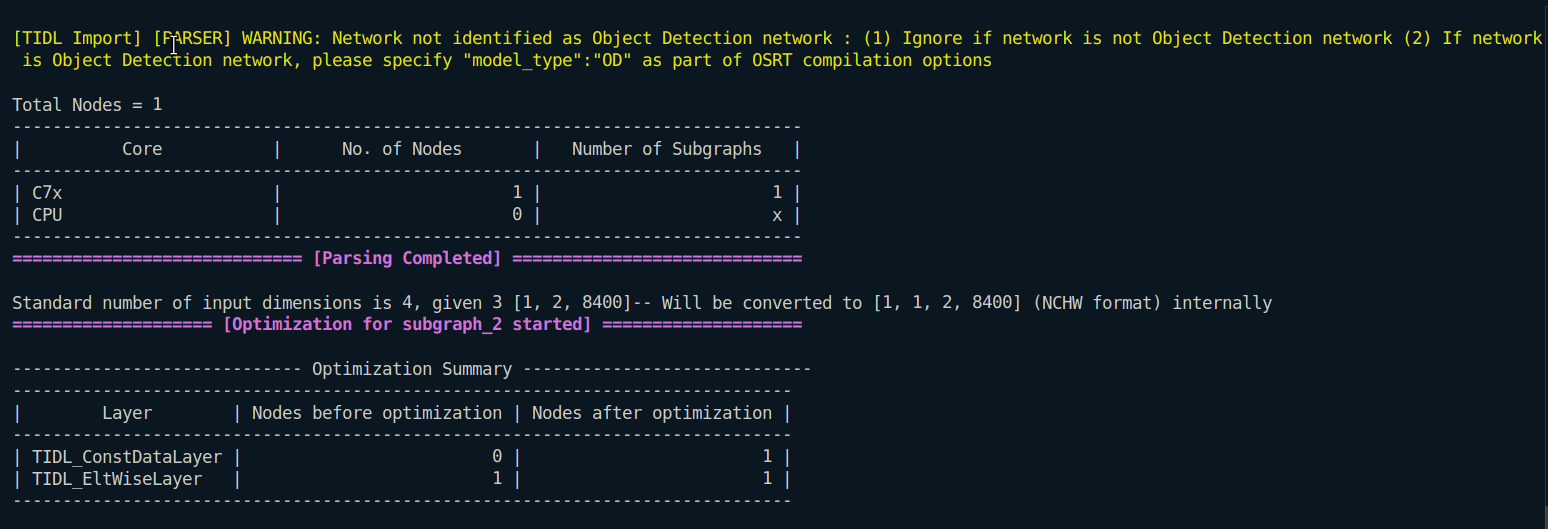 [TIDL Import] [PARSER] WARNING: Network not identified as Object Detection network : (1) Ignore if network is not Object Detection network (2) If network
is Object Detection network, please specify "model_type":"OD" as part of OSRT compilation options
Total Nodes = 1
-------------------------------------------------------------------------------
| Core | No. of Nodes | Number of Subgraphs |
-------------------------------------------------------------------------------
| C7x | 1 | 1 |
| CPU | 0 | x |
-------------------------------------------------------------------------------
============================= [Parsing Completed] =============================
Standard number of input dimensions is 4, given 3 [1, 2, 8400]-- Will be converted to [1, 1, 2, 8400] (NCHW format) internally
==================== [Optimization for subgraph_2 started] ====================
----------------------------- Optimization Summary -----------------------------
------------------------------------------------------------------------------
| Layer | Nodes before optimization | Nodes after optimization |
------------------------------------------------------------------------------
| TIDL_ConstDataLayer | 0 | 1 |
| TIDL_EltWiseLayer | 1 | 1 |
------------------------------------------------------------------------------